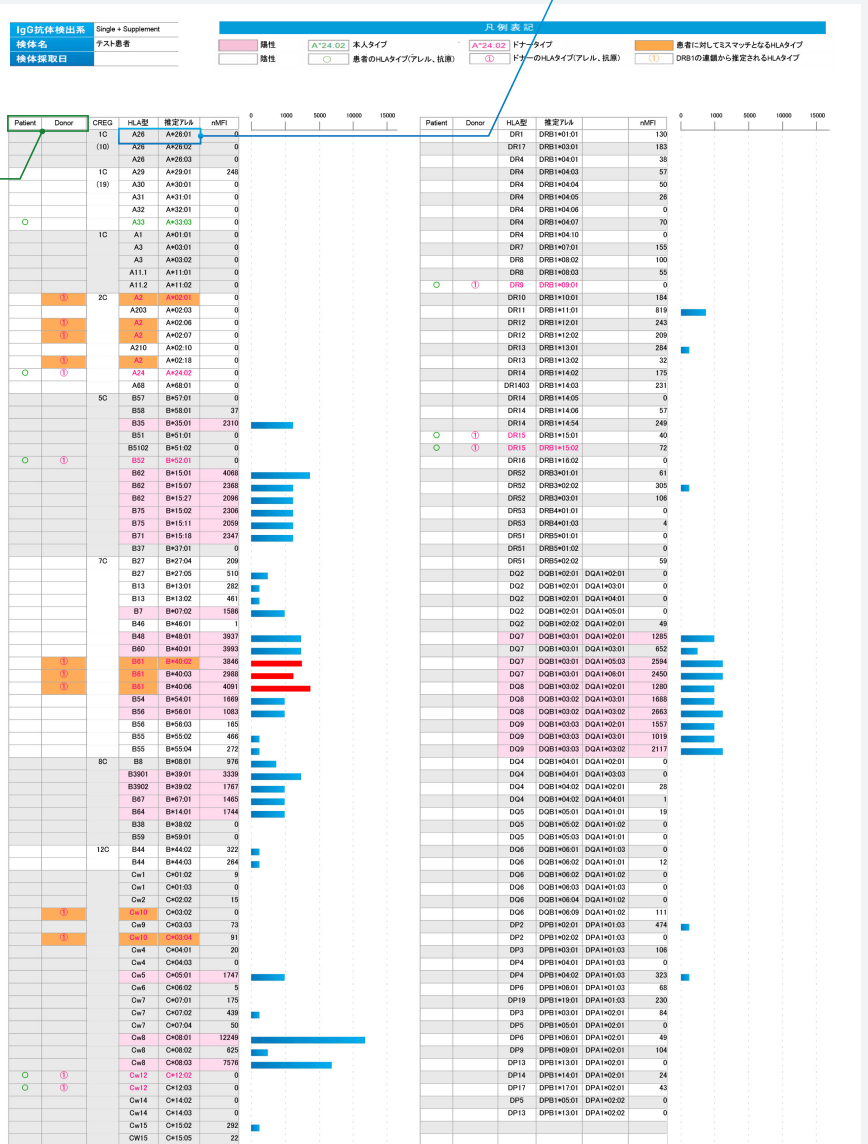 IgG抗体検出系 Single + Supplement
検体名 テスト患者
検体採取日
凡例表記
陽性 A*24:02 本人タイプ A*24:02 ドナータイプ 患者に対してミスマッチとなるHLAタイプ
陰性 ○ 患者のHLAタイプ(アレル、抗原) ① ドナーのHLAタイプ(アレル、抗原) ① DRB1の連鎖から推定されるHLAタイプ
Patient Donor CREG HLA型 推定アレル nMFI 0 1000 5000 10000 15000
1C A26 A*26:01 0
(10) A26 A*26:02 0
A26 A*26:03 0
1C A29 A*29:01 248
(19) A30 A*30:01 0
A31 A*31:01 0
A32 A*32:01 0
○ A33 A*33:03 0
1C A1 A*01:01 0
A3 A*03:01 0
A3 A*03:02 0
A11.1 A*11:01 0
A11.2 A*11:02 0
① 2C A2 A*02:01 0
A203 A*02:03 0
① A2 A*02:06 0
① A2 A*02:07 0
A210 A*02:10 0
① A2 A*02:18 0
○ ① A24 A*24:02 0
A68 A*68:01 0
5C B57 B*57:01 0
B58 B*58:01 37
B35 B*35:01 2310
B51 B*51:01 0
B5102 B*51:02 0
○ ① B52 B*52:01 0
B62 B*15:01 4068
B62 B*15:07 2368
B62 B*15:27 2096
B75 B*15:02 2306
B75 B*15:11 2059
B71 B*15:18 2347
B37 B*37:01 0
7C B27 B*27:04 209
B27 B*27:05 510
B13 B*13:01 282
B13 B*13:02 461
B7 B*07:02 1586
B46 B*46:01 1
B48 B*48:01 3937
B60 B*40:01 3993
① B61 B*40:02 3846
① B61 B*40:03 2988
① B61 B*40:06 4091
B54 B*54:01 1669
B56 B*56:01 1083
B56 B*56:03 165
B55 B*55:02 466
B55 B*55:04 272
8C B8 B*08:01 976
B3901 B*39:01 3339
B3902 B*39:02 1767
B67 B*67:01 1465
B64 B*14:01 1744
B38 B*38:02 0
B59 B*59:01 0
12C B44 B*44:02 322
B44 B*44:03 264
Cw1 C*01:02 9
Cw1 C*01:03 0
Cw2 C*02:02 15
① Cw10 C*03:02 0
Cw9 C*03:03 73
① Cw10 C*03:04 91
Cw4 C*04:01 20
Cw4 C*04:03 0
Cw5 C*05:01 1747
Cw6 C*06:02 5
Cw7 C*07:01 175
Cw7 C*07:02 439
Cw7 C*07:04 50
Cw8 C*08:01 12249
Cw8 C*08:02 625
Cw8 C*08:03 7576
○ ① Cw12 C*12:02 0
○ ① Cw12 C*12:03 0
Cw14 C*14:02 0
Cw14 C*14:03 0
Cw15 C*15:02 292
CW15 C*15:05 22
Patient Donor HLA型 推定アレル nMFI 0 1000 5000 10000 15000
DR1 DRB1*01:01 130
DR17 DRB1*03:01 183
DR4 DRB1*04:01 38
DR4 DRB1*04:03 57
DR4 DRB1*04:04 50
DR4 DRB1*04:05 26
DR4 DRB1*04:06 0
DR4 DRB1*04:07 70
DR4 DRB1*04:10 0
DR7 DRB1*07:01 155
DR8 DRB1*08:02 100
DR8 DRB1*08:03 55
○ ① DR9 DRB1*09:01 0
DR10 DRB1*10:01 184
DR11 DRB1*11:01 819
DR12 DRB1*12:01 243
DR12 DRB1*12:02 209
DR13 DRB1*13:01 284
DR13 DRB1*13:02 32
DR14 DRB1*14:02 175
DR1403 DRB1*14:03 231
DR14 DRB1*14:05 0
DR14 DRB1*14:06 57
DR14 DRB1*14:54 249
○ ① DR15 DRB1*15:01 40
○ ① DR15 DRB1*15:02 72
DR16 DRB1*16:02 0
DR52 DRB3*01:01 61
DR52 DRB3*02:02 305
DR52 DRB3*03:01 106
DR53 DRB4*01:01 0
DR53 DRB4*01:03 4
DR51 DRB5*01:01 0
DR51 DRB5*01:02 0
DR51 DRB5*02:02 59
DQ2 DQB1*02:01 DQA1*02:01 0
DQ2 DQB1*02:01 DQA1*03:01 0
DQ2 DQB1*02:01 DQA1*04:01 0
DQ2 DQB1*02:01 DQA1*05:01 0
DQ2 DQB1*02:02 DQA1*02:01 49
DQ7 DQB1*03:01 DQA1*02:01 1285
DQ7 DQB1*03:01 DQA1*03:01 652
DQ7 DQB1*03:01 DQA1*05:03 2594
DQ7 DQB1*03:01 DQA1*06:01 2450
DQ8 DQB1*03:02 DQA1*02:01 1280
DQ8 DQB1*03:02 DQA1*03:01 1688
DQ8 DQB1*03:02 DQA1*03:02 2663
DQ9 DQB1*03:03 DQA1*02:01 1557
DQ9 DQB1*03:03 DQA1*03:01 1019
DQ9 DQB1*03:03 DQA1*03:02 2117
DQ4 DQB1*04:01 DQA1*02:01 0
DQ4 DQB1*04:01 DQA1*03:03 0
DQ4 DQB1*04:02 DQA1*02:01 28
DQ4 DQB1*04:02 DQA1*04:01 1
DQ5 DQB1*05:01 DQA1*01:01 19
DQ5 DQB1*05:02 DQA1*01:02 0
DQ5 DQB1*05:03 DQA1*01:01 0
DQ6 DQB1*06:01 DQA1*01:03 0
DQ6 DQB1*06:02 DQA1*01:01 12
DQ6 DQB1*06:02 DQA1*01:02 0
DQ6 DQB1*06:03 DQA1*01:03 0
DQ6 DQB1*06:04 DQA1*01:02 0
DQ6 DQB1*06:09 DQA1*01:02 111
DP2 DPB1*02:01 DPA1*01:03 474
DP2 DPB1*02:02 DPA1*01:03 0
DP3 DPB1*03:01 DPA1*01:03 106
DP4 DPB1*04:01 DPA1*01:03 0
DP4 DPB1*04:02 DPA1*01:03 323
DP6 DPB1*06:01 DPA1*01:03 68
DP19 DPB1*19:01 DPA1*01:03 230
DP3 DPB1*03:01 DPA1*02:01 84
DP5 DPB1*05:01 DPA1*02:01 0
DP6 DPB1*06:01 DPA1*02:01 49
DP9 DPB1*09:01 DPA1*02:01 104
DP13 DPB1*13:01 DPA1*02:01 0
DP14 DPB1*14:01 DPA1*02:01 24
DP17 DPB1*17:01 DPA1*02:01 43
DP5 DPB1*05:01 DPA1*02:02 0
DP13 DPB1*13:01 DPA1*02:02 0